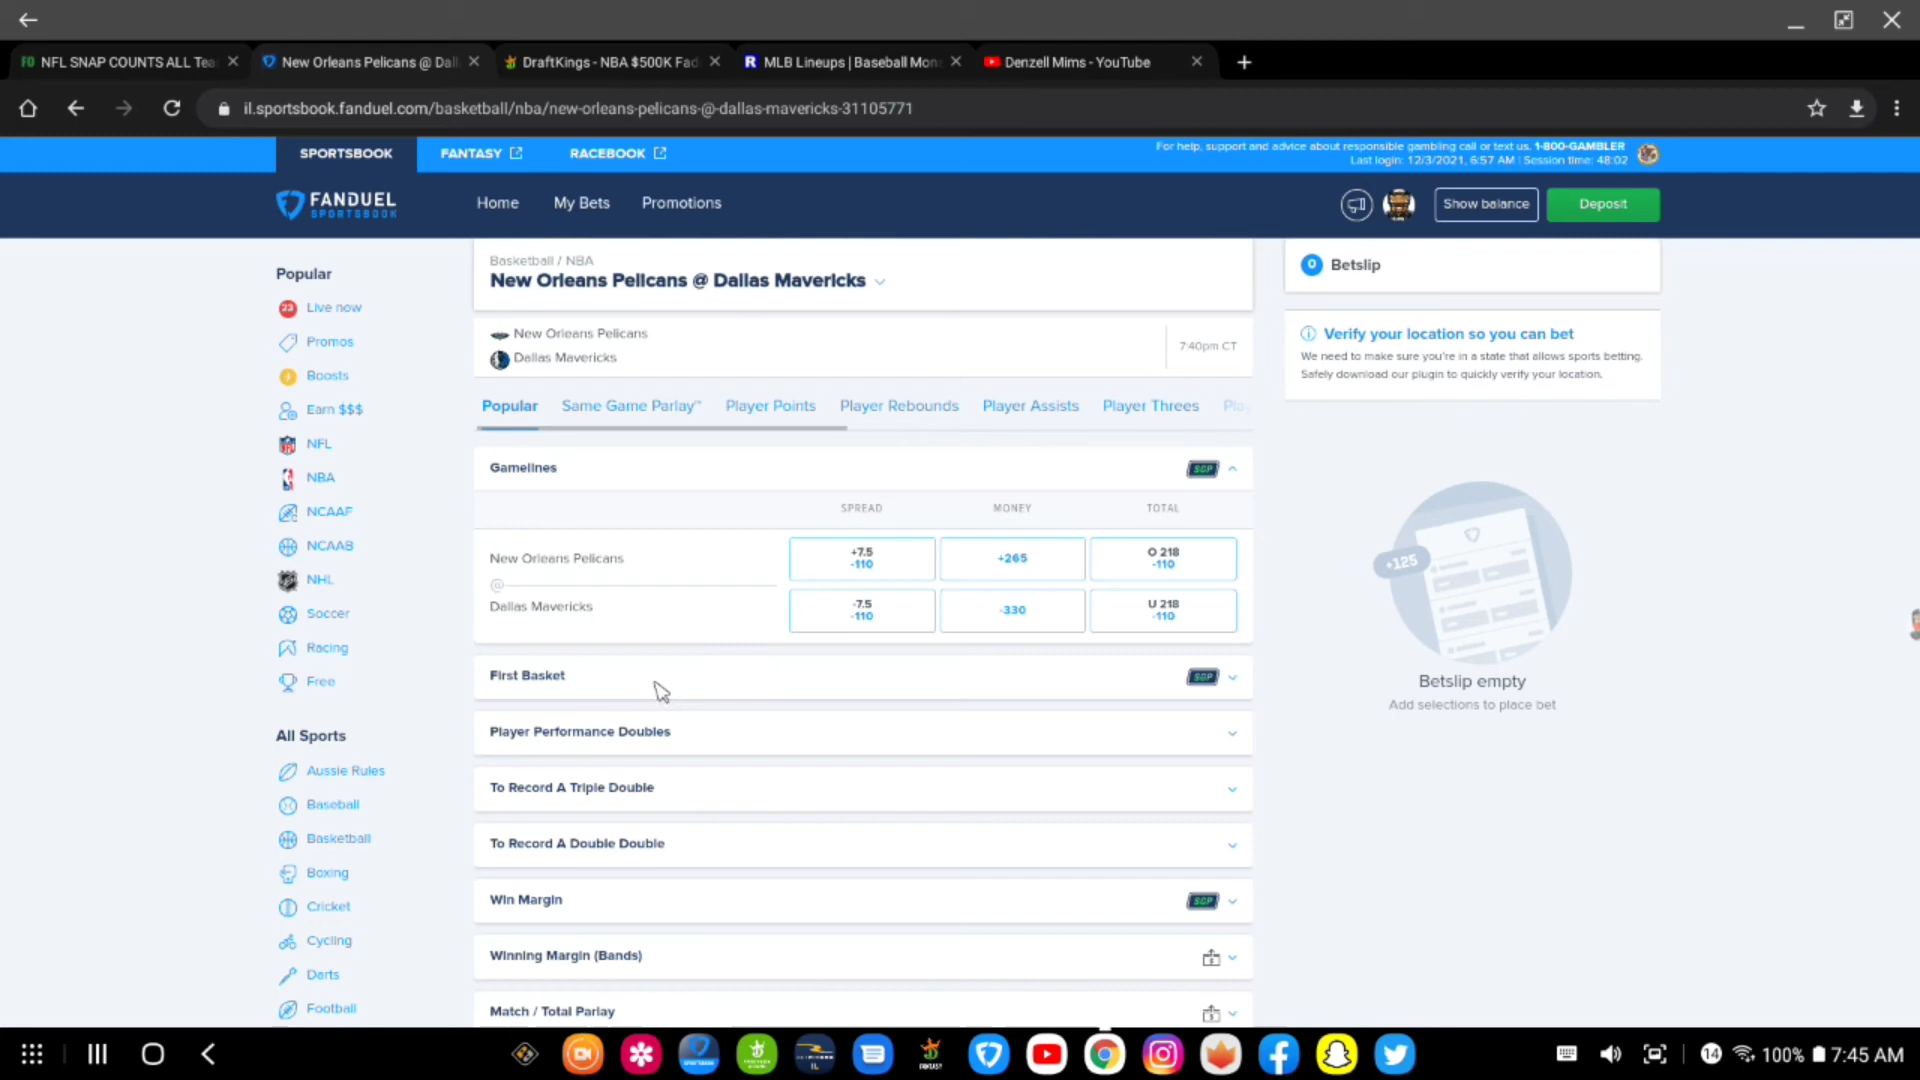 FO NFL SNAP COUNTS ALL Tea
New Orleans Pelicans @ Dall
DraftKings - NBA $500K Fad
R MLB Lineups | Baseball Mon
Denzell Mims - YouTube
il.sportsbook.fanduel.com/basketball/nba/new-orleans-pelicans-@-dallas-mavericks-31105771
SPORTSBOOK
FANTASY
RACEBOOK
For help, support and advice about responsible gambling call or text us. 1-800-GAMBLER
Last login: 12/3/2021, 6:57 AM | Session time: 48:02
FANDUEL
SPORTSBOOK
Home
My Bets
Promotions
Show balance
Deposit
Popular
23 Live now
Promos
Boosts
Earn $$$
NFL
NBA
NCAAF
NCAAB
NHL
Soccer
Racing
Free
All Sports
Aussie Rules
Baseball
Basketball
Boxing
Cricket
Cycling
Darts
Football
Basketball / NBA
New Orleans Pelicans @ Dallas Mavericks
New Orleans Pelicans
Dallas Mavericks
7:40pm CT
Popular
Same Game Parlay™
Player Points
Player Rebounds
Player Assists
Player Threes
Play
Gamelines
SGP
SPREAD
MONEY
TOTAL
New Orleans Pelicans
+7.5
-110
+265
O 218
-110
@
Dallas Mavericks
-7.5
-110
-330
U 218
-110
First Basket
SGP
Player Performance Doubles
To Record A Triple Double
To Record A Double Double
Win Margin
SGP
Winning Margin (Bands)
Match / Total Parlay
0 Betslip
Verify your location so you can bet
We need to make sure you're in a state that allows sports betting.
Safely download our plugin to quickly verify your location.
+125
Betslip empty
Add selections to place bet
14
100%
7:45 AM